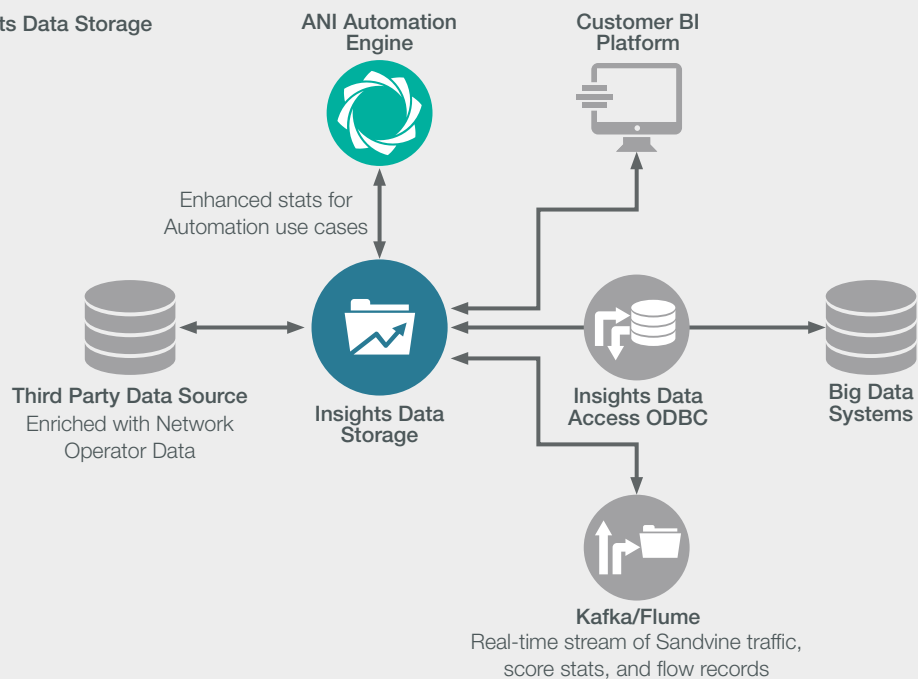 ts Data Storage
ANI Automation
Engine
Customer BI
Platform
Enhanced stats for
Automation use cases
Third Party Data Source
Enriched with Network
Operator Data
Insights Data
Storage
Insights Data
Access ODBC
Big Data
Systems
Kafka/Flume
Real-time stream of Sandvine traffic,
score stats, and flow records